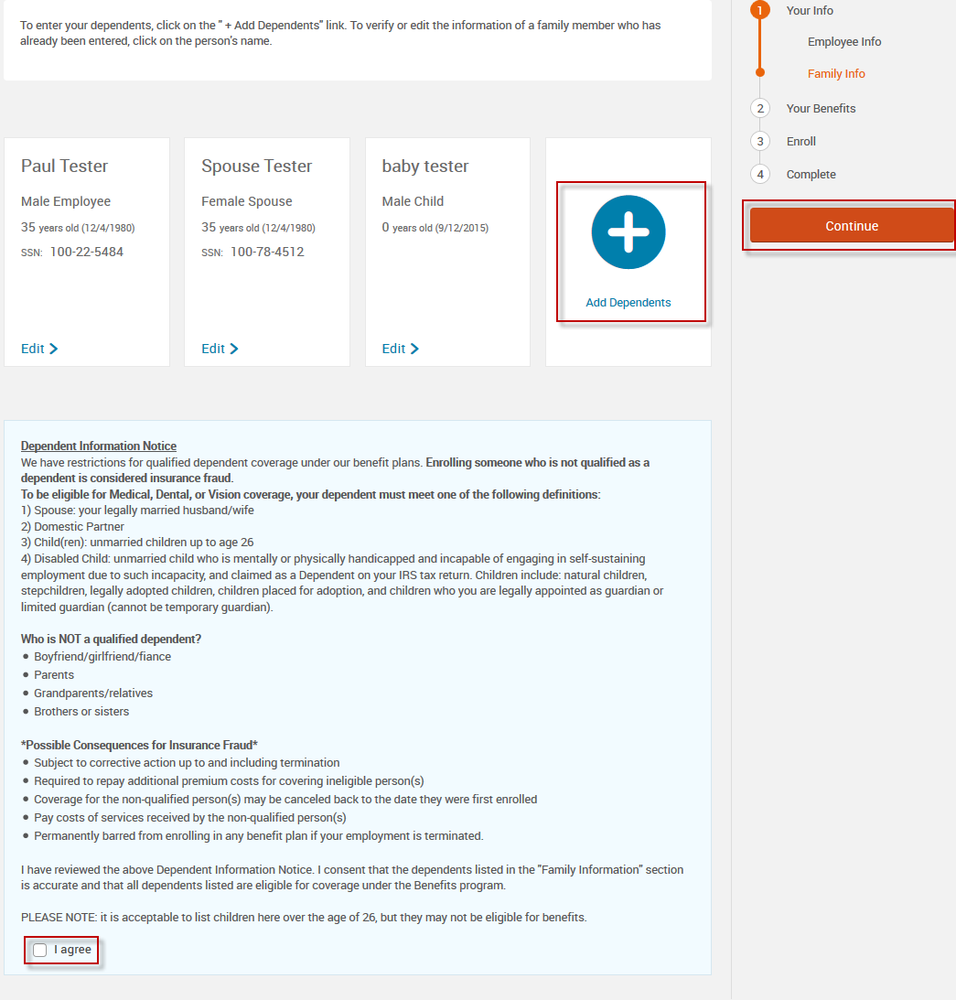 To enter your dependents, click on the " + Add Dependents" link. To verify or edit the information of a family member who has
already been entered, click on the person's name.
1 Your Info
Employee Info
Family Info
2 Your Benefits
3 Enroll
4 Complete
Continue
Paul Tester
Male Employee
35 years old (12/4/1980)
SSN: 100-22-5484
Edit
Spouse Tester
Female Spouse
35 years old (12/4/1980)
SSN: 100-78-4512
Edit
baby tester
Male Child
0 years old (9/12/2015)
Edit
Add Dependents
Dependent Information Notice
We have restrictions for qualified dependent coverage under our benefit plans. Enrolling someone who is not qualified as a
dependent is considered insurance fraud.
To be eligible for Medical, Dental, or Vision coverage, your dependent must meet one of the following definitions:
1) Spouse: your legally married husband/wife
2) Domestic Partner
3) Child(ren): unmarried children up to age 26
4) Disabled Child: unmarried child who is mentally or physically handicapped and incapable of engaging in self-sustaining
employment due to such incapacity, and claimed as a Dependent on your IRS tax return. Children include: natural children,
stepchildren, legally adopted children, children placed for adoption, and children who you are legally appointed as guardian or
limited guardian (cannot be temporary guardian).
Who is NOT a qualified dependent?
• Boyfriend/girlfriend/fiance
• Parents
• Grandparents/relatives
• Brothers or sisters
*Possible Consequences for Insurance Fraud*
• Subject to corrective action up to and including termination
• Required to repay additional premium costs for covering ineligible person(s)
• Coverage for the non-qualified person(s) may be canceled back to the date they were first enrolled
• Pay costs of services received by the non-qualified person(s)
• Permanently barred from enrolling in any benefit plan if your employment is terminated.
I have reviewed the above Dependent Information Notice. I consent that the dependents listed in the "Family Information" section
is accurate and that all dependents listed are eligible for coverage under the Benefits program.
PLEASE NOTE: it is acceptable to list children here over the age of 26, but they may not be eligible for benefits.
I agree